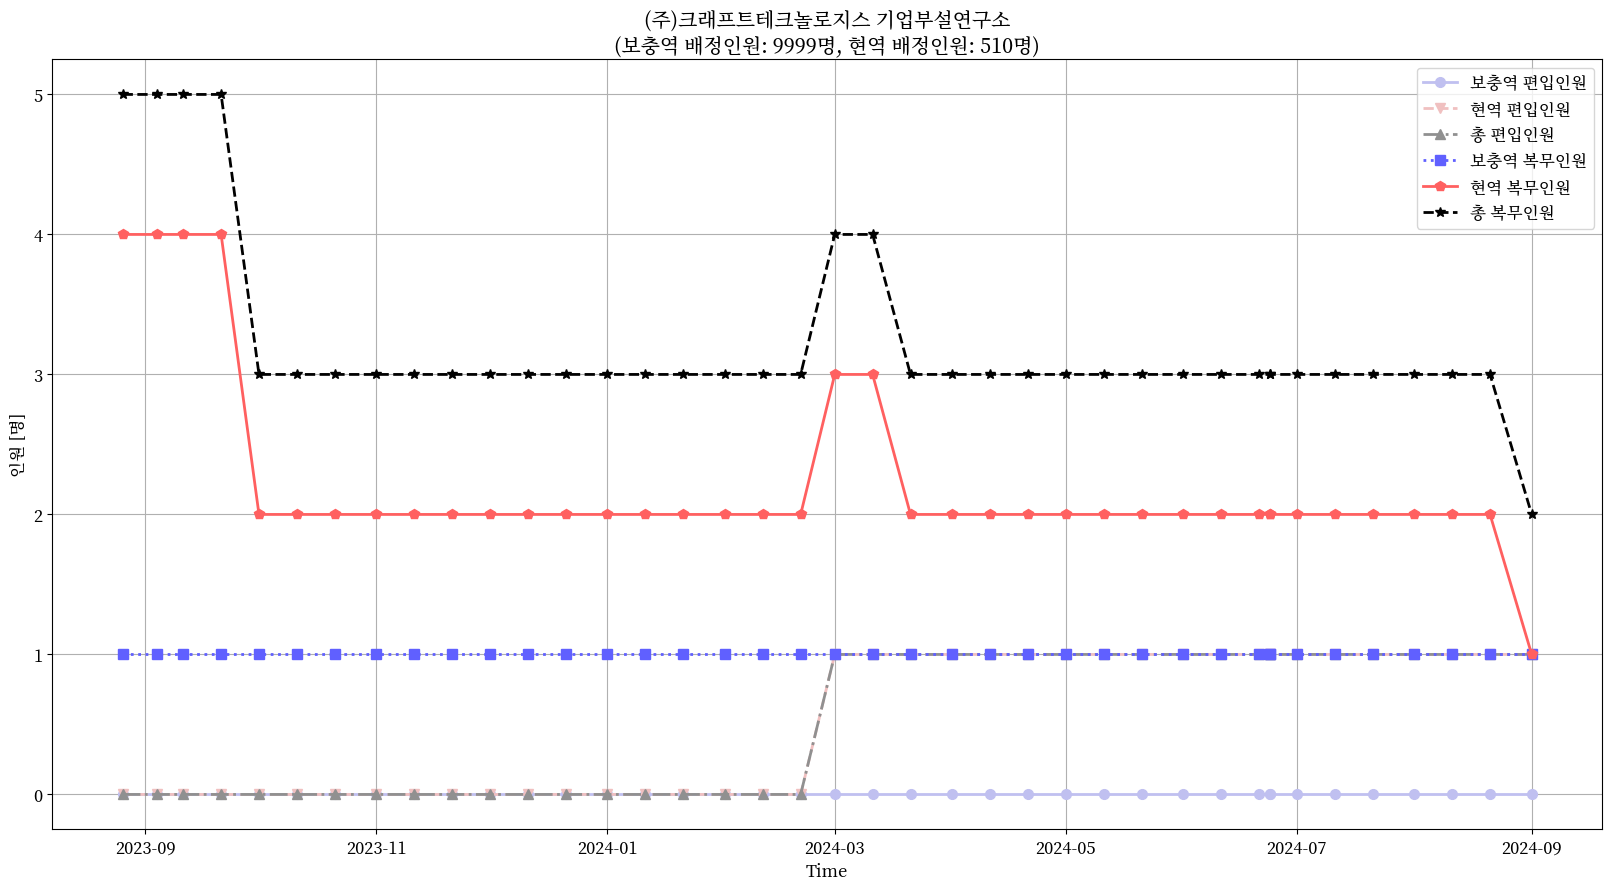 (주)크래프트테크놀로지스 기업부설연구소
(보충역 배정인원: 9999명, 현역 배정인원: 510명)
보충역 편입인원
현역 편입인원
총 편입인원
보충역 복무인원
현역 복무인원
총 복무인원
인원 [명]
5
4
3
2
1
0
2023-09
2023-11
2024-01
2024-03
2024-05
2024-07
2024-09
Time